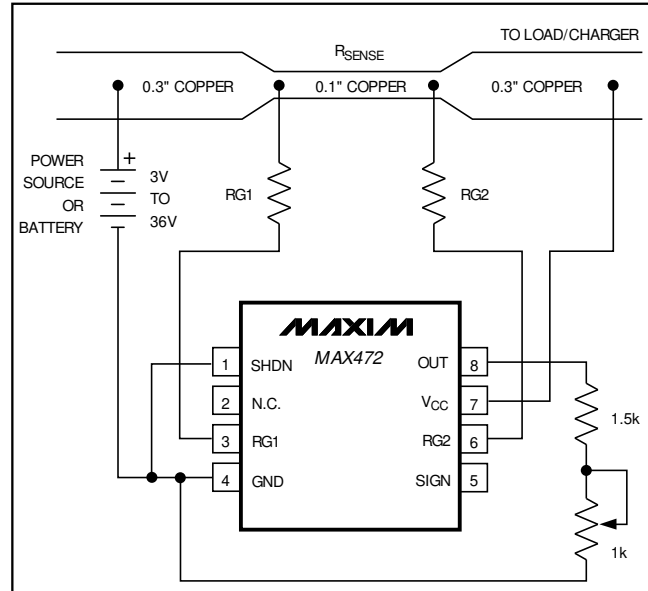 TO LOAD/CHARGER
RSENSE
0.3" COPPER
0.1" COPPER
0.3" COPPER
POWER
SOURCE
OR
BATTERY
+
3V
TO
36V
RG1
RG2
MAXIM
MAX472
1
SHDN
OUT
8
2
N.C.
VCC
7
1.5k
3
RG1
RG2
6
4
GND
SIGN
5
1k